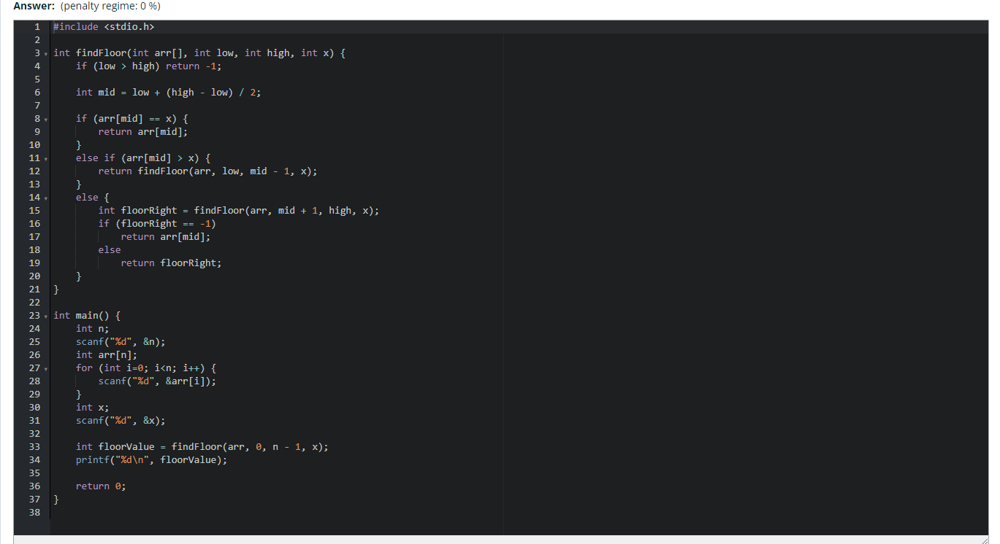 Answer: (penalty regime: 0 %)
1 #include <stdio.h>
2
3 int findFloor(int arr[], int low, int high, int x) {
4     if (low > high) return -1;
5
6     int mid = low + (high - low) / 2;
7
8     if (arr[mid] == x) {
9         return arr[mid];
10     }
11     else if (arr[mid] > x) {
12         return findFloor(arr, low, mid - 1, x);
13     }
14     else {
15         int floorRight = findFloor(arr, mid + 1, high, x);
16         if (floorRight == -1)
17             return arr[mid];
18         else
19             return floorRight;
20     }
21 }
22
23 int main() {
24     int n;
25     scanf("%d", &n);
26     int arr[n];
27     for (int i=0; i<n; i++) {
28         scanf("%d", &arr[i]);
29     }
30     int x;
31     scanf("%d", &x);
32
33     int floorValue = findFloor(arr, 0, n - 1, x);
34     printf("%d\n", floorValue);
35
36     return 0;
37 }
38